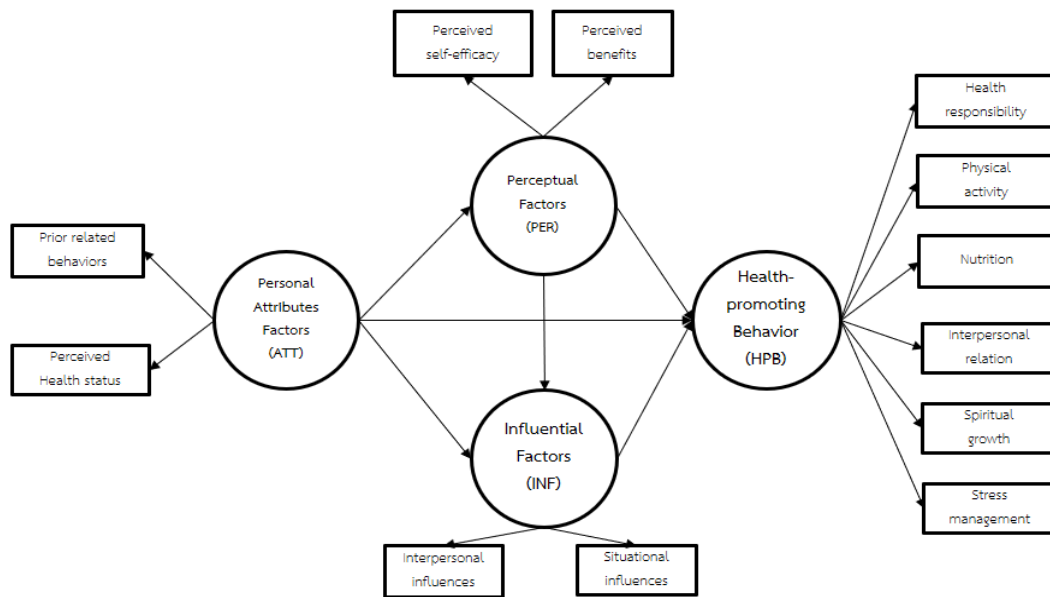 Perceived
self-efficacy
Perceived
benefits
Health
responsibility
Physical
activity
Nutrition
Interpersonal
relation
Spiritual
growth
Stress
management
Perceptual
Factors
(PER)
Prior related
behaviors
Perceived
Health status
Personal
Attributes
Factors
(ATT)
Health-
promoting
Behavior
(HPB)
Influential
Factors
(INF)
Interpersonal
influences
Situational
influences